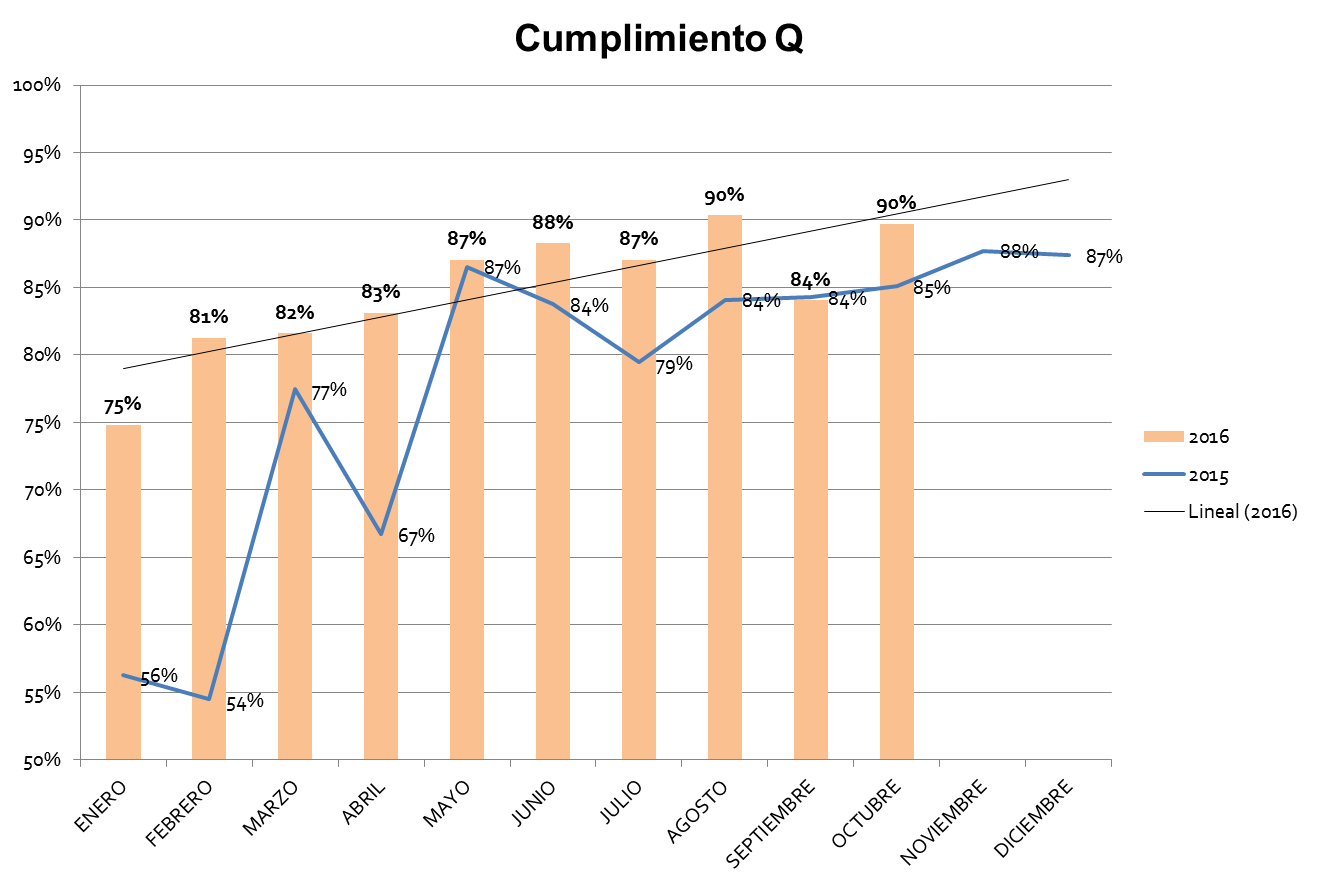 Cumplimiento Q
100%
95%
90%
85%
80%
75%
70%
65%
60%
55%
50%
75%
81%
82%
83%
87%
88%
87%
90%
84%
90%
56%
54%
77%
67%
87%
84%
79%
84%
84%
85%
88%
87%
ENERO
FEBRERO
MARZO
ABRIL
MAYO
JUNIO
JULIO
AGOSTO
SEPTIEMBRE
OCTUBRE
NOVIEMBRE
DICIEMBRE
2016
2015
Lineal (2016)